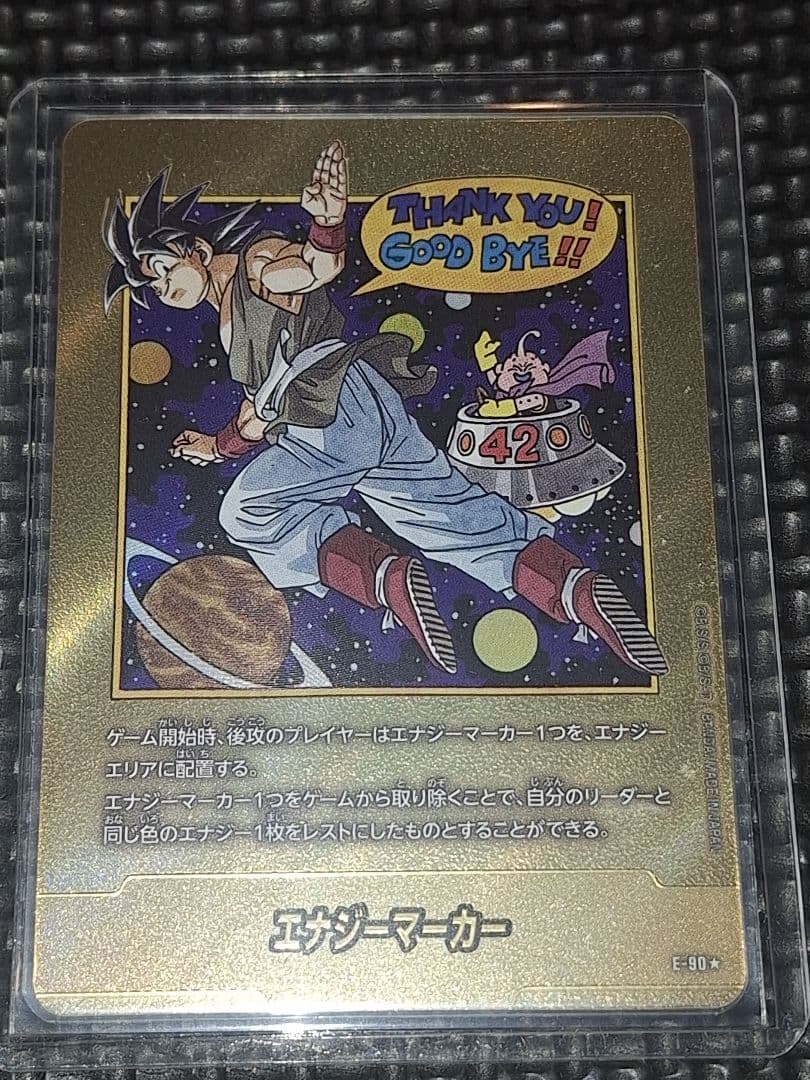 THANK YOU!
GOOD BYE!!
42
ゲーム開始時、後攻のプレイヤーはエナジーマーカー1つを、エナジー
エリアに配置する。
エナジーマーカー1つをゲームから取り除くことで、自分のリーダーと
同じ色のエナジー1枚をレストにしたものとすることができる。
エナジーマーカー
E-90★
MADE IN JAPAN